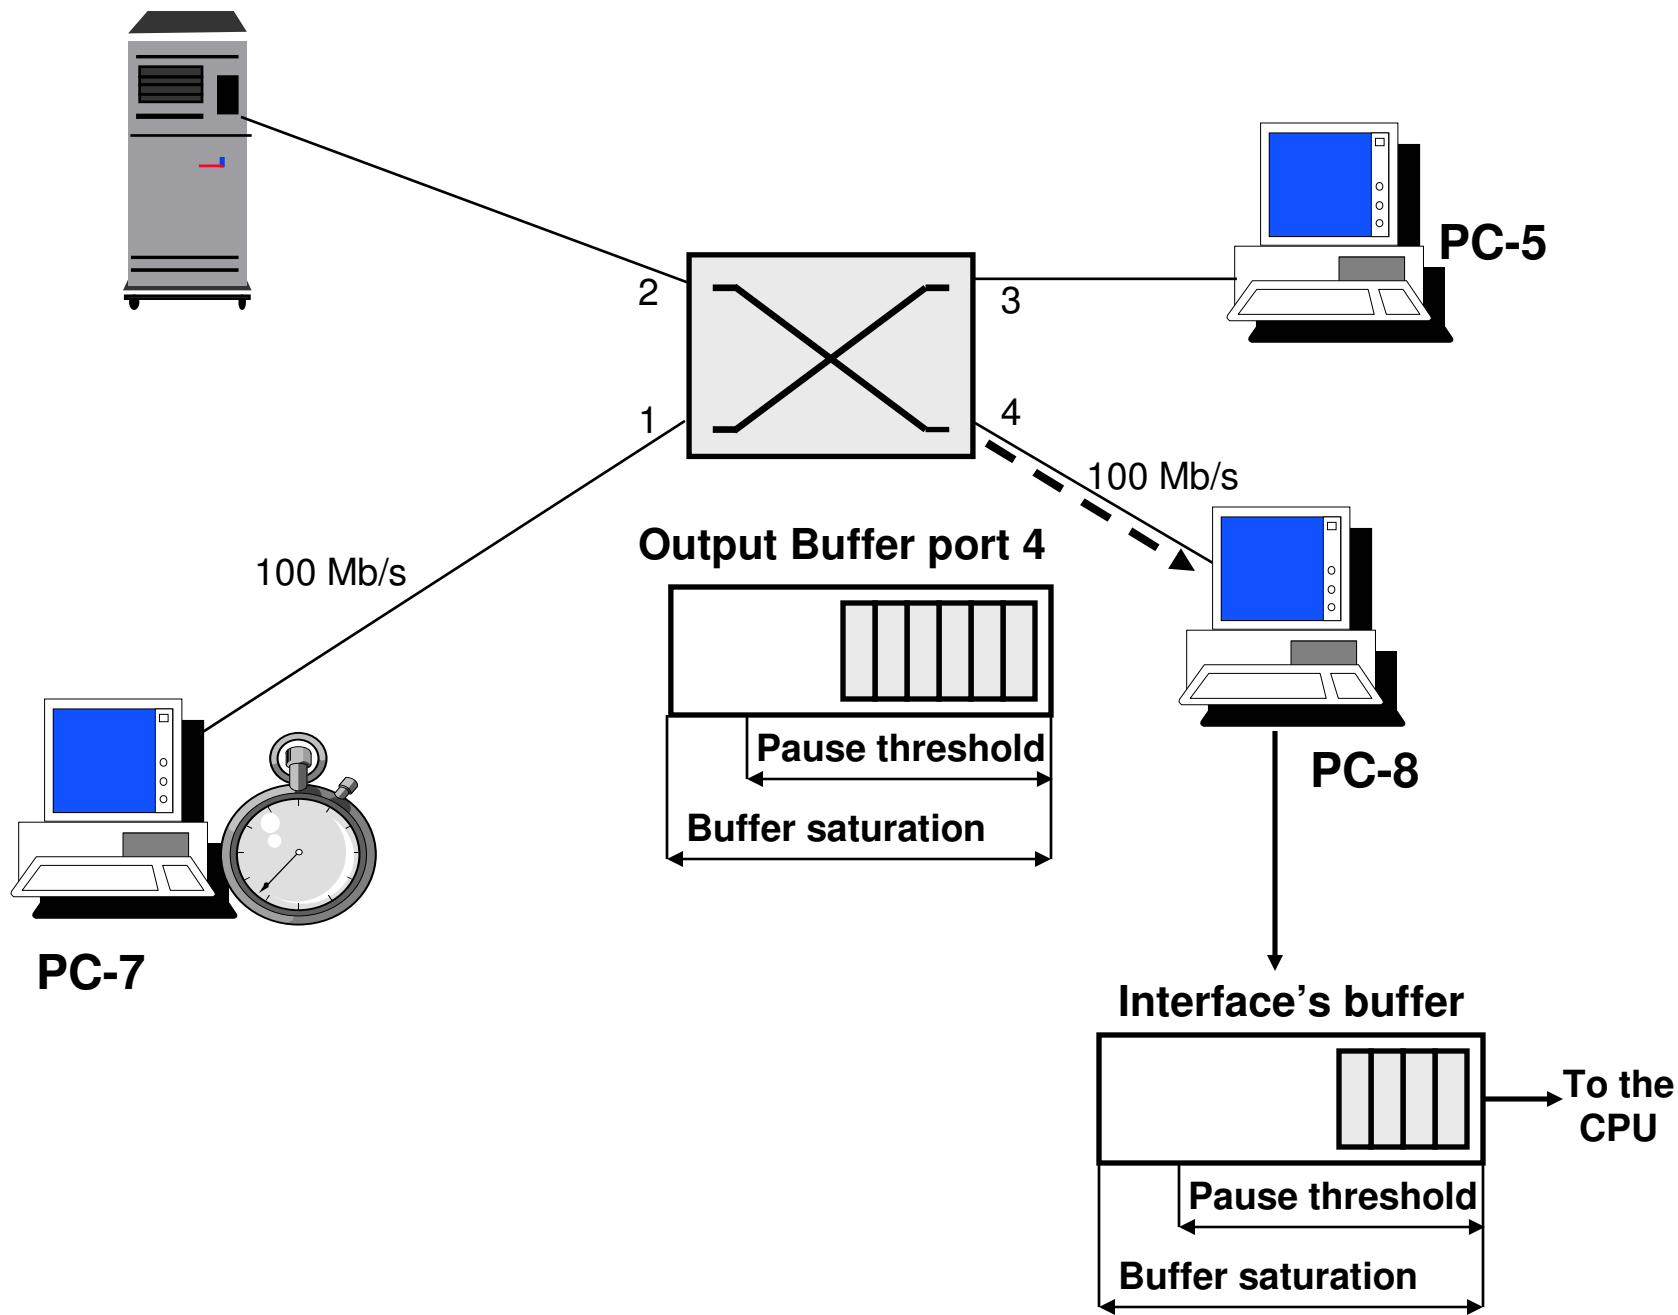 PC-5
2
3
1
4
100 Mb/s
Output Buffer port 4
100 Mb/s
Pause threshold
PC-8
Buffer saturation
PC-7
Interface's buffer
To the
CPU
Pause threshold
Buffer saturation